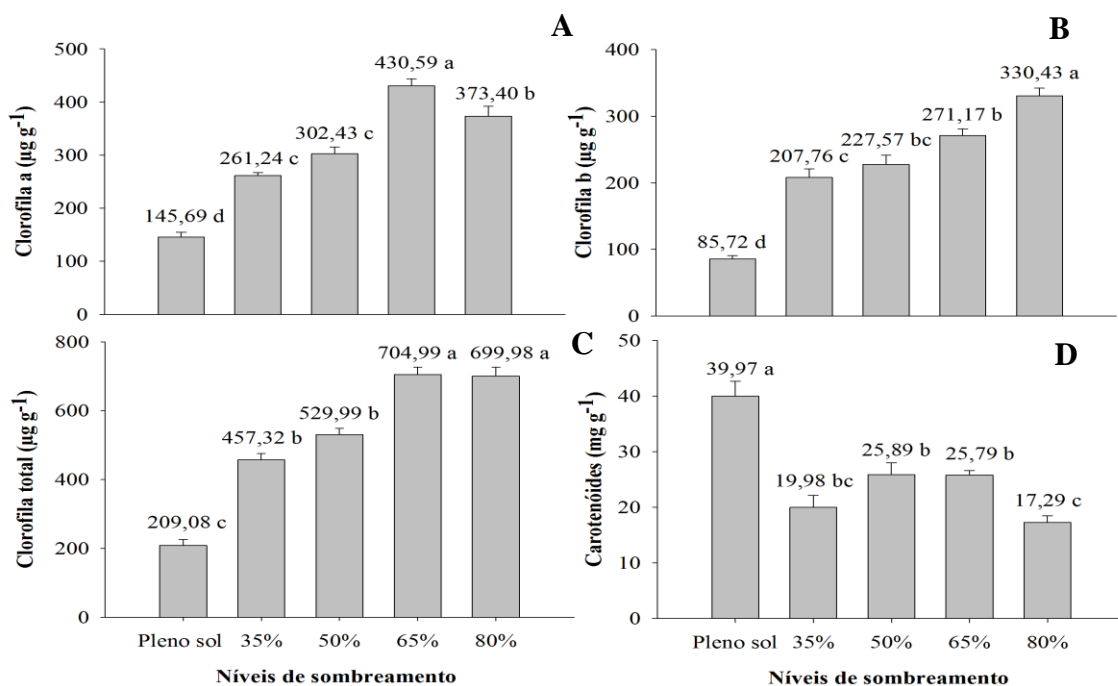 A
Clorofila a (µg g-1)
500
400
300
200
100
0
145,69 d
261,24 c
302,43 c
430,59 a
373,40 b
B
Clorofila b (µg g-1)
400
300
200
100
0
85,72 d
207,76 c
227,57 bc
271,17 b
330,43 a
C
Clorofila total (µg g-1)
800
600
400
200
0
209,08 c
457,32 b
529,99 b
704,99 a
699,98 a
Pleno sol 35% 50% 65% 80%
Níveis de sombreamento
D
Carotenóides (mg g-1)
50
40
30
20
10
0
39,97 a
19,98 bc
25,89 b
25,79 b
17,29 c
Pleno sol 35% 50% 65% 80%
Níveis de sombreamento